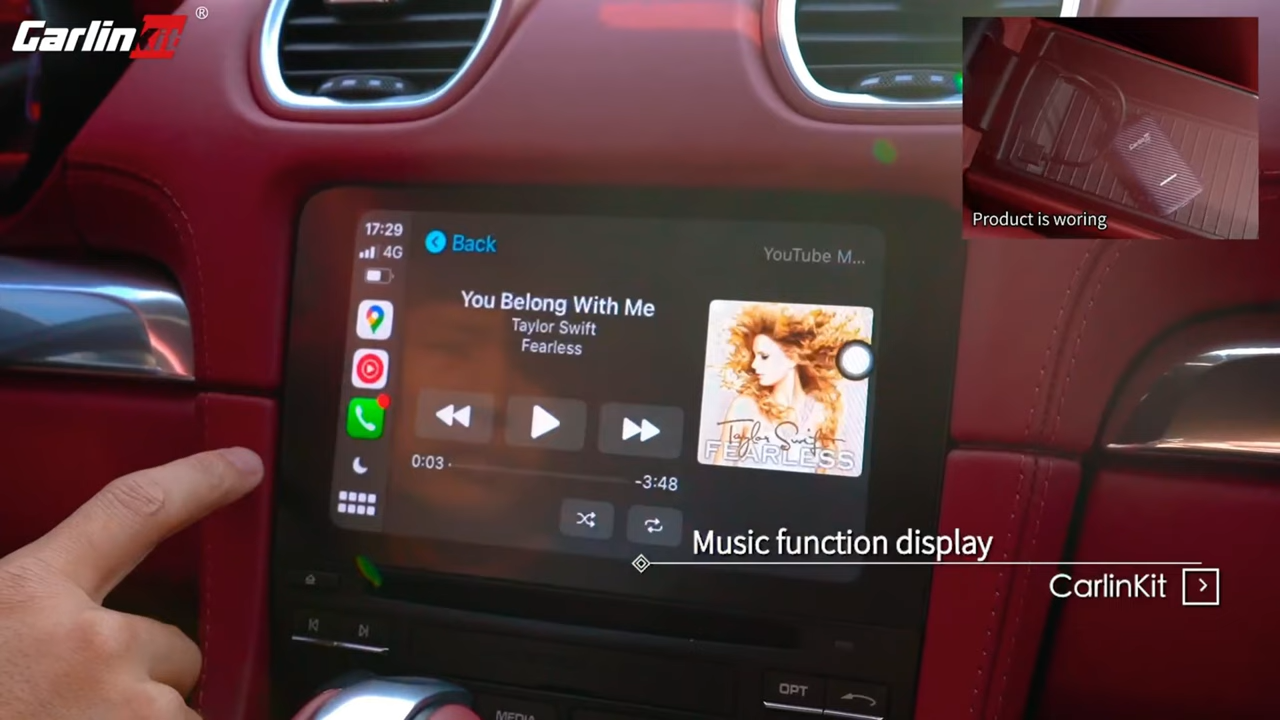 CarlinKit®
Product is woring
17:29
4G
Back
YouTube M...
You Belong With Me
Taylor Swift
Fearless
0:03
-3:48
Taylor Swift
FEARLESS
Music function display
CarlinKit
OPT
MEDIA